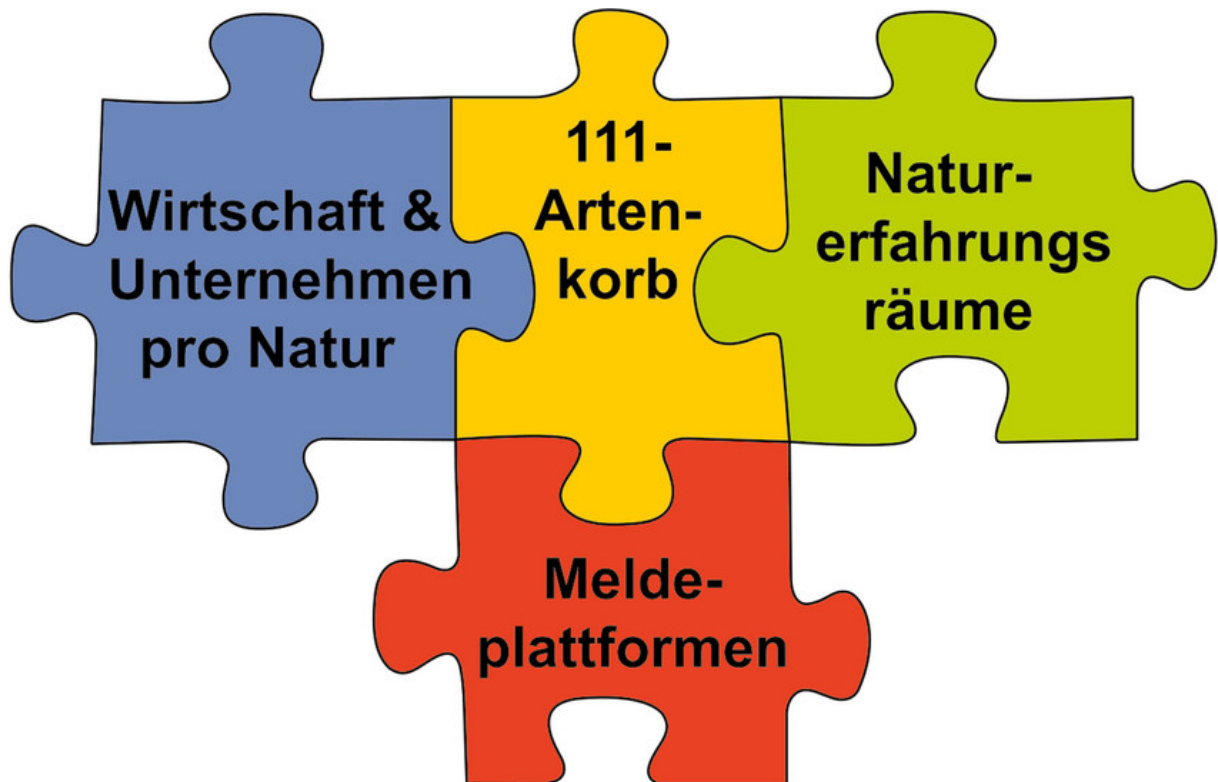 Wirtschaft &
Unternehmen
pro Natur
111-
Arten-
korb
Natur-
erfahrungs
räume
Melde-
plattformen